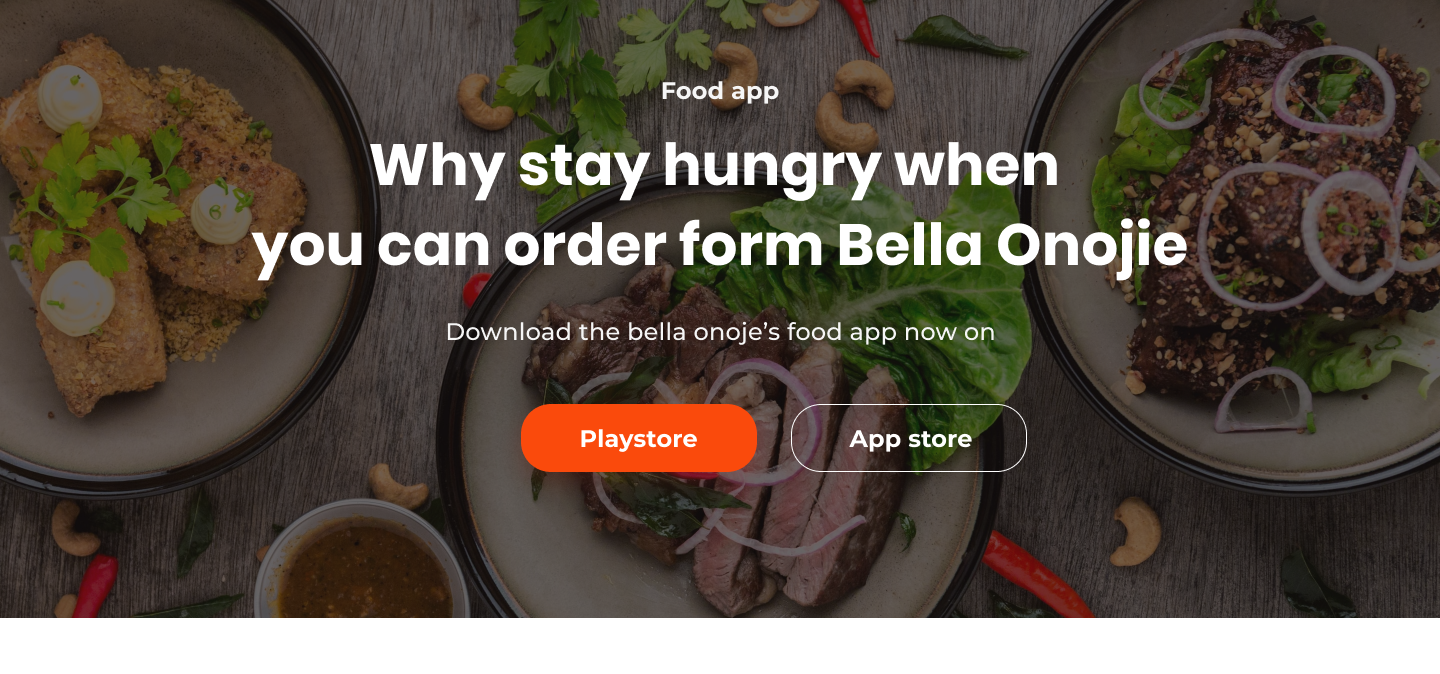 Food app
Why stay hungry when
you can order form Bella Onojie
Download the bella onoje’s food app now on
Playstore
App store